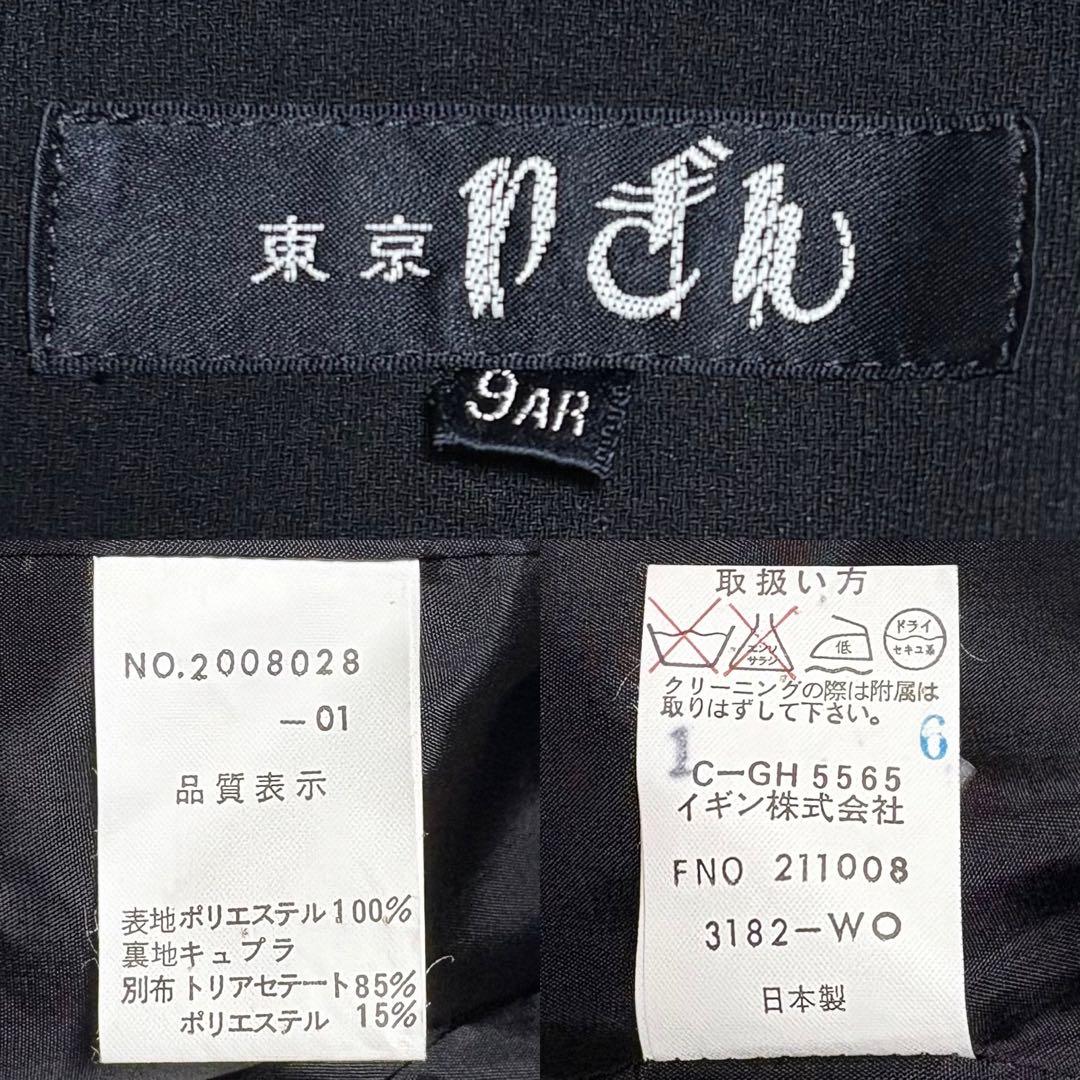 東京いぎん
9AR
NO.2008028
—01
品質表示
表地ポリエステル100%
裏地キュプラ
別布トリアセテート85%
ポリエステル 15%
取扱い方
エンソ
サラシ
低
ドライ
セキユ系
クリーニングの際は附属は
取りはずして下さい。
1 6
C—GH 5565
イギン株式会社
FNO 211008
3182—WO
日本製